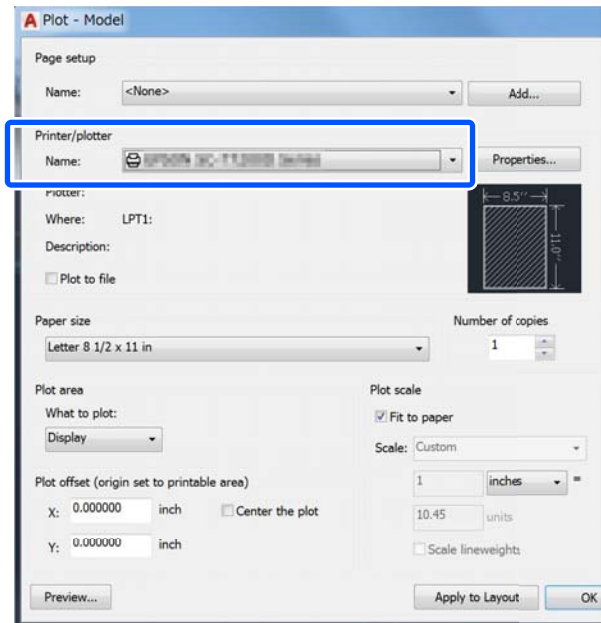 A Plot - Model
Page setup
Name: <None> Add...
Printer/plotter
Name: Properties...
Plotter:
Where: LPT1:
Description:
Plot to file
8.5''
11.0''
Paper size Number of copies
Letter 8 1/2 x 11 in 1
Plot area Plot scale
What to plot: Fit to paper
Display Scale: Custom
Plot offset (origin set to printable area) 1 inches =
X: 0.000000 inch Center the plot 10.45 units
Y: 0.000000 inch Scale lineweights
Preview... Apply to Layout OK